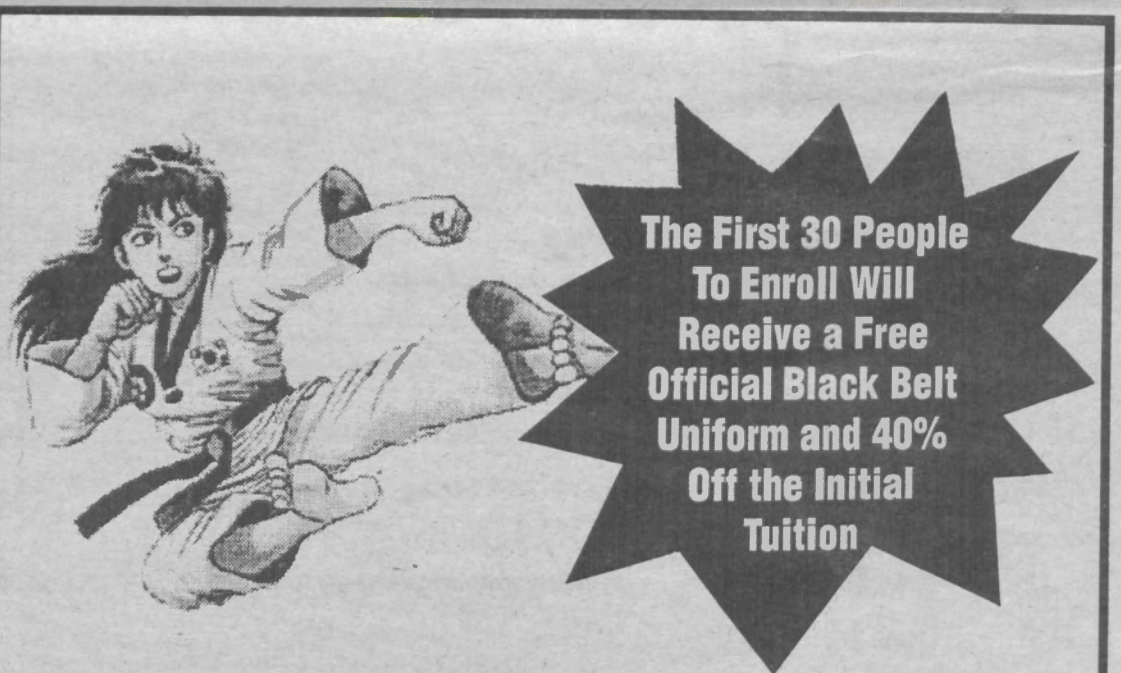 The First 30 People
To Enroll Will
Receive a Free
Official Black Belt
Uniform and 40%
Off the Initial
Tuition